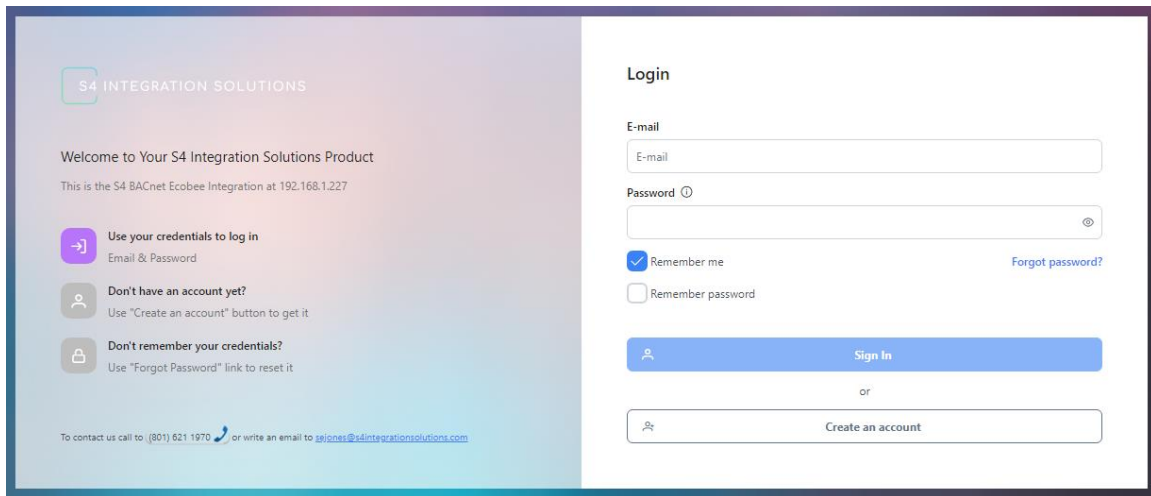 S4 INTEGRATION SOLUTIONS
Welcome to Your S4 Integration Solutions Product
This is the S4 BACnet Ecobee Integration at 192.168.1.227
Use your credentials to log in
Email & Password
Don't have an account yet?
Use "Create an account" button to get it
Don't remember your credentials?
Use "Forgot Password" link to reset it
To contact us call to (801) 621 1970 or write an email to sejones@s4integrationsolutions.com
Login
E-mail
E-mail
Password
Remember me
Forgot password?
Remember password
Sign In
or
Create an account